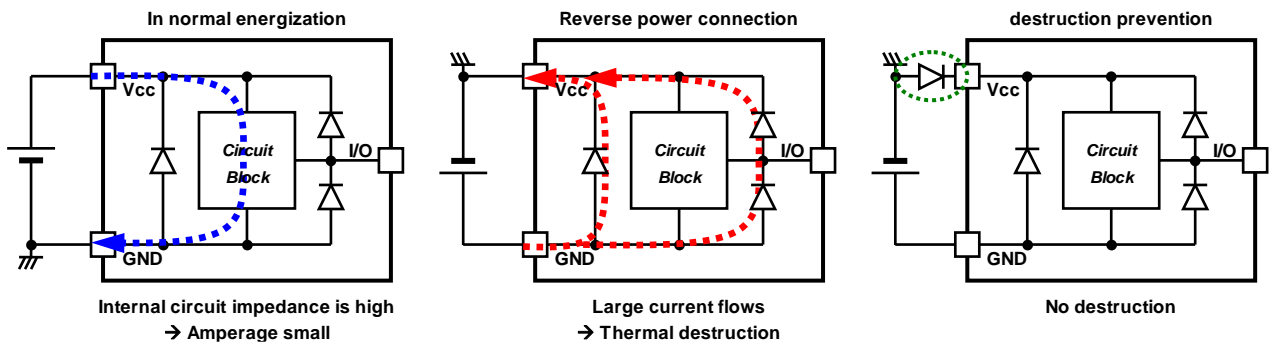 In normal energization
Vcc
Circuit
Block
I/O
GND
Internal circuit impedance is high
→ Amperage small
Reverse power connection
Vcc
Circuit
Block
I/O
GND
Large current flows
→ Thermal destruction
destruction prevention
Vcc
Circuit
Block
I/O
GND
No destruction